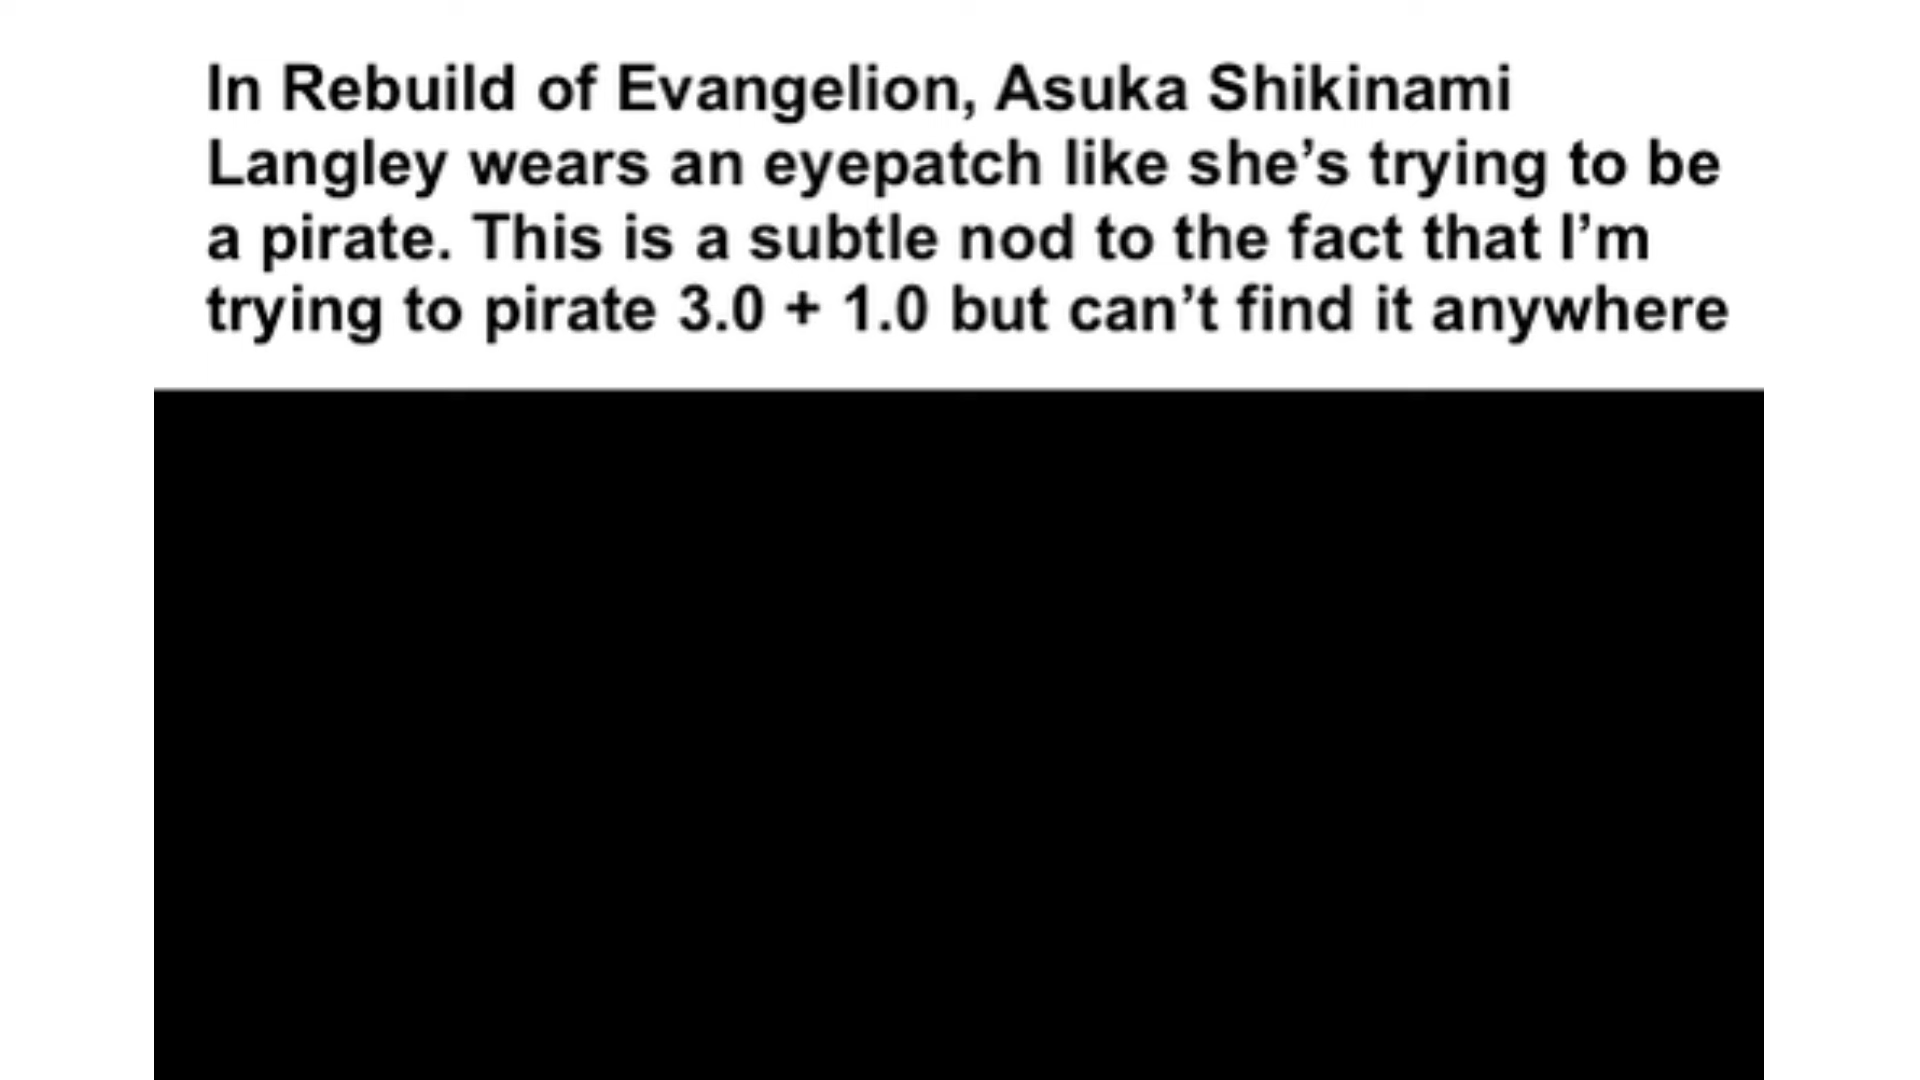 In Rebuild of Evangelion, Asuka Shikinami
Langley wears an eyepatch like she’s trying to be
a pirate. This is a subtle nod to the fact that I’m
trying to pirate 3.0 + 1.0 but can’t find it anywhere